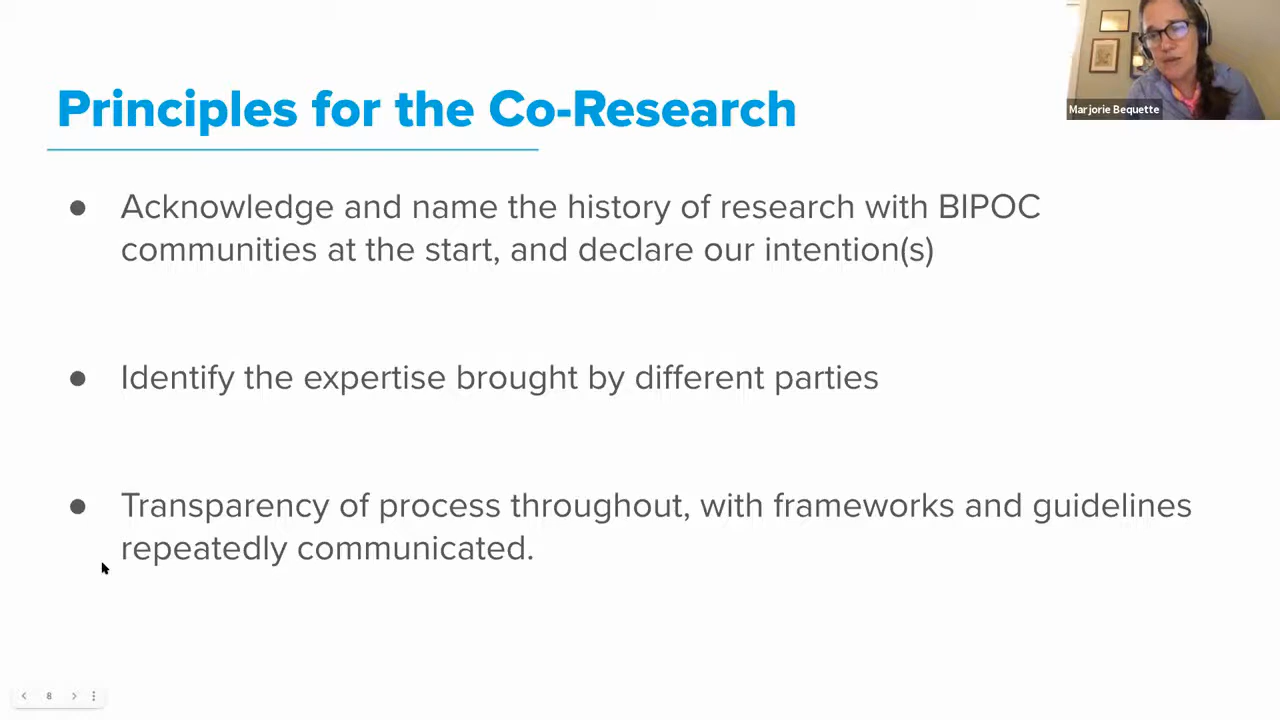 Marjorie Bequette
Principles for the Co-Research
● Acknowledge and name the history of research with BIPOC
communities at the start, and declare our intention(s)
● Identify the expertise brought by different parties
● Transparency of process throughout, with frameworks and guidelines
repeatedly communicated.
8